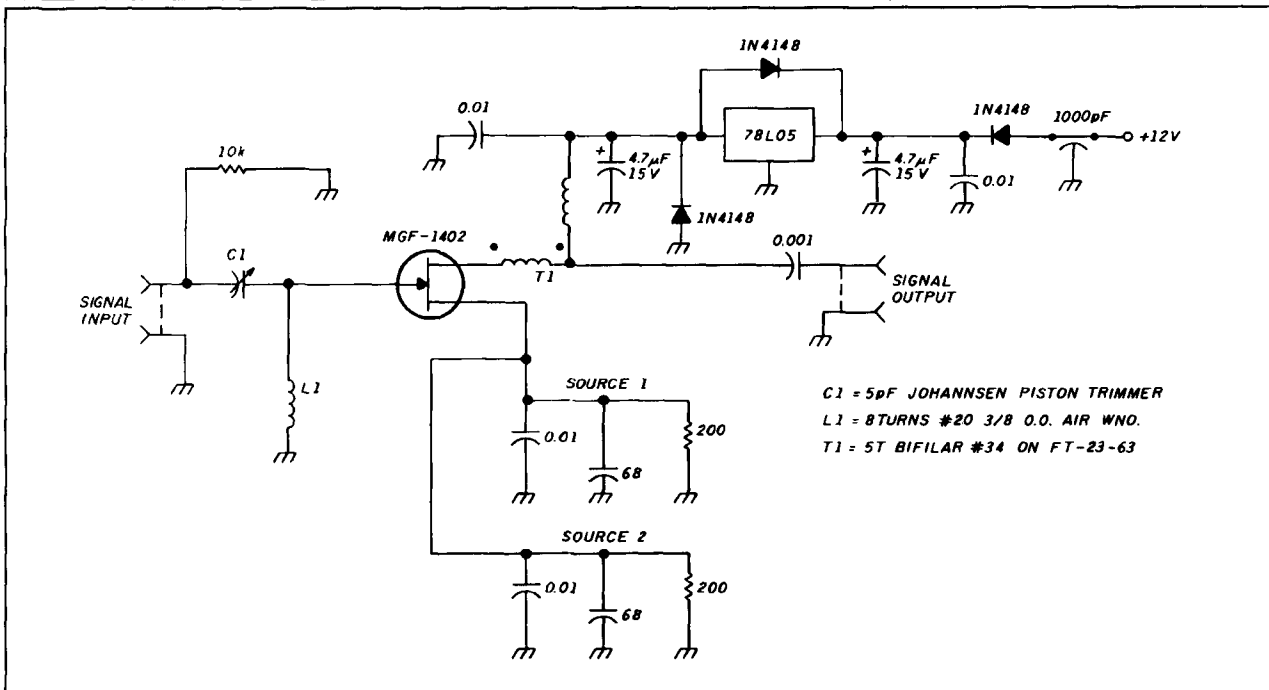 1N4148
0.01
78L05
1N4148
1000pF
+12V
10k
+
4.7µF
15V
+
4.7µF
15V
0.01
1N4148
MGF-1402
C1
T1
0.001
SIGNAL
INPUT
SIGNAL
OUTPUT
L1
SOURCE 1
0.01
68
200
C1 = 5pF JOHANNSEN PISTON TRIMMER
L1 = 8TURNS #20 3/8 O.D. AIR WND.
T1 = 5T BIFILAR #34 ON FT-23-63
SOURCE 2
0.01
68
200